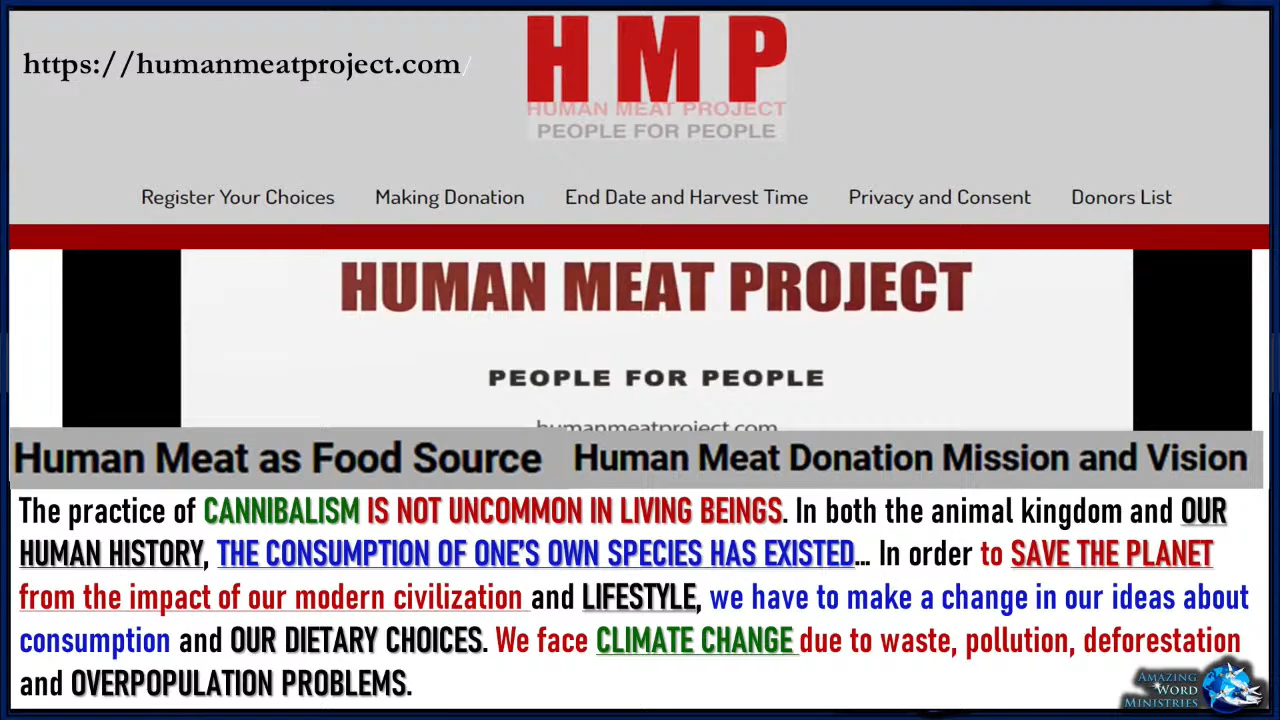 https://humanmeatproject.com/
HMP
HUMAN MEAT PROJECT
PEOPLE FOR PEOPLE
Register Your Choices Making Donation End Date and Harvest Time Privacy and Consent Donors List
HUMAN MEAT PROJECT
PEOPLE FOR PEOPLE
humanmeatproject.com
Human Meat as Food Source Human Meat Donation Mission and Vision
The practice of CANNIBALISM IS NOT UNCOMMON IN LIVING BEINGS. In both the animal kingdom and OUR
HUMAN HISTORY, THE CONSUMPTION OF ONE'S OWN SPECIES HAS EXISTED... In order to SAVE THE PLANET
from the impact of our modern civilization and LIFESTYLE, we have to make a change in our ideas about
consumption and OUR DIETARY CHOICES. We face CLIMATE CHANGE due to waste, pollution, deforestation
and OVERPOPULATION PROBLEMS.
AMAZING
WORD
MINISTRIES